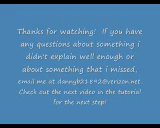 Thanks for watching! If you have
any questions about something i
didn't explain well enough or
about something that i missed,
email me at
Check out the next video in the tutorial
for the next step!